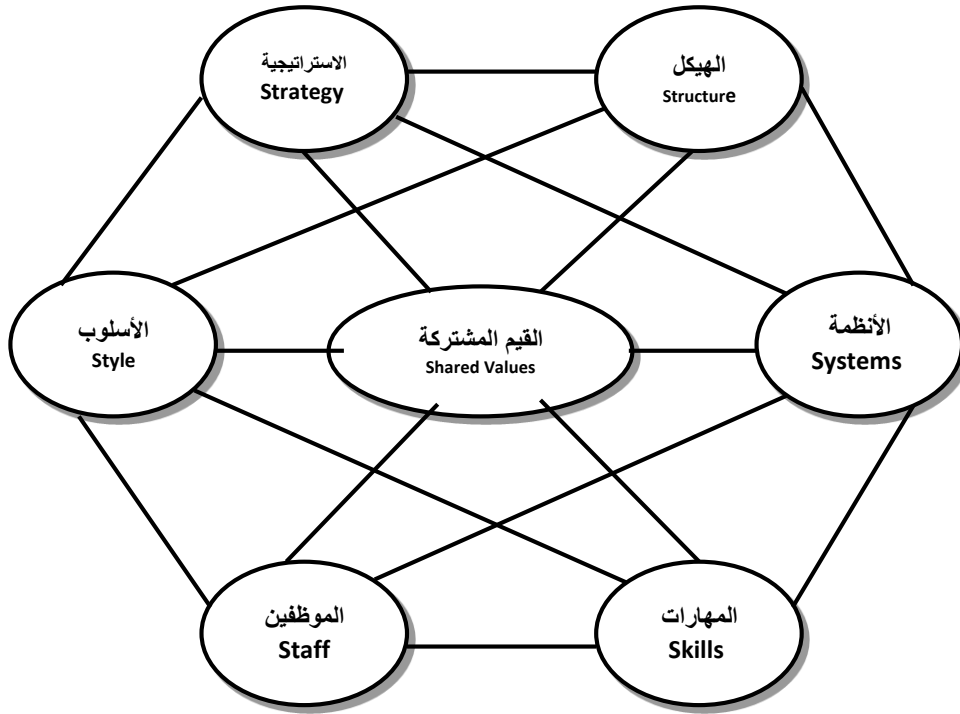 الاستراتيجية
Strategy
الهيكل
Structure
الأسلوب
Style
القيم المشتركة
Shared Values
الأنظمة
Systems
الموظفين
Staff
المهارات
Skills